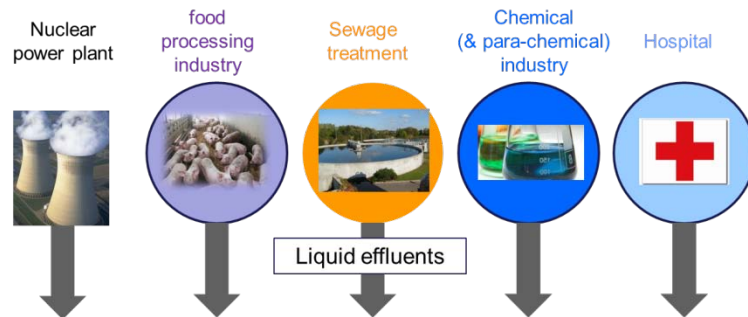 Nuclear
power plant
food
processing
industry
Sewage
treatment
Chemical
(& para-chemical)
industry
Hospital
Liquid effluents